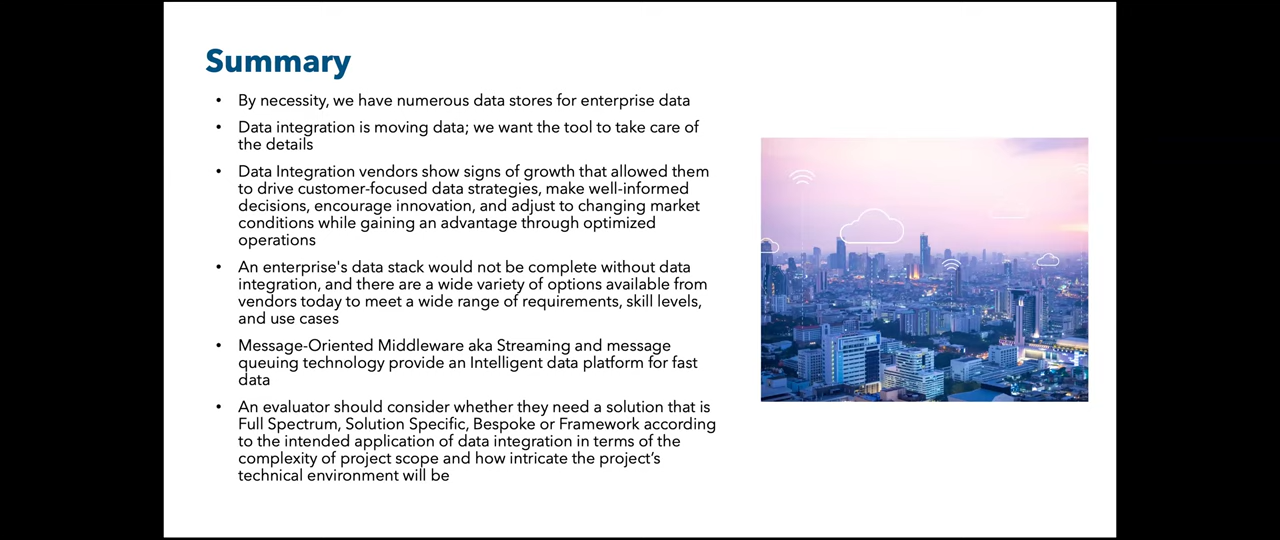 Summary
• By necessity, we have numerous data stores for enterprise data
• Data integration is moving data; we want the tool to take care of
the details
• Data Integration vendors show signs of growth that allowed them
to drive customer-focused data strategies, make well-informed
decisions, encourage innovation, and adjust to changing market
conditions while gaining an advantage through optimized
operations
• An enterprise's data stack would not be complete without data
integration, and there are a wide variety of options available from
vendors today to meet a wide range of requirements, skill levels,
and use cases
• Message-Oriented Middleware aka Streaming and message
queuing technology provide an Intelligent data platform for fast
data
• An evaluator should consider whether they need a solution that is
Full Spectrum, Solution Specific, Bespoke or Framework according
to the intended application of data integration in terms of the
complexity of project scope and how intricate the project’s
technical environment will be